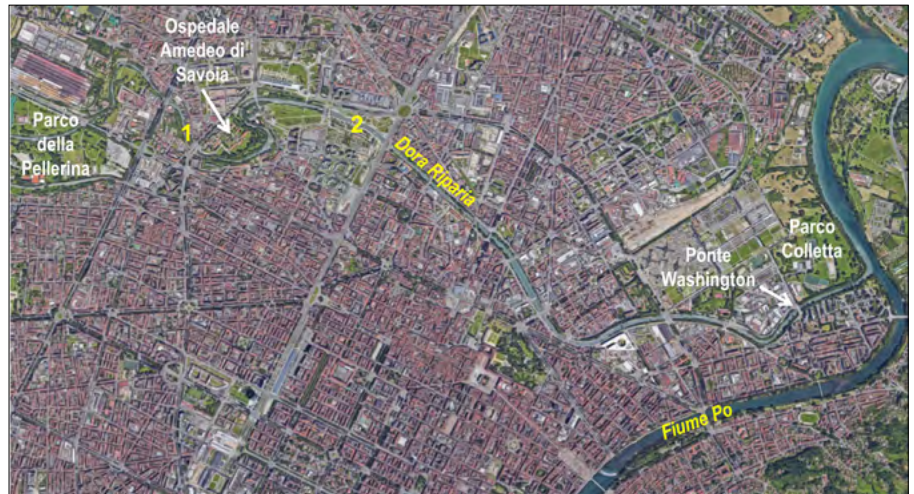 Ospedale
Amedeo di
Savoia
Parco
della
Pellerina
1
2
Dora Riparia
Ponte
Washington
Parco
Colletta
Fiume Po